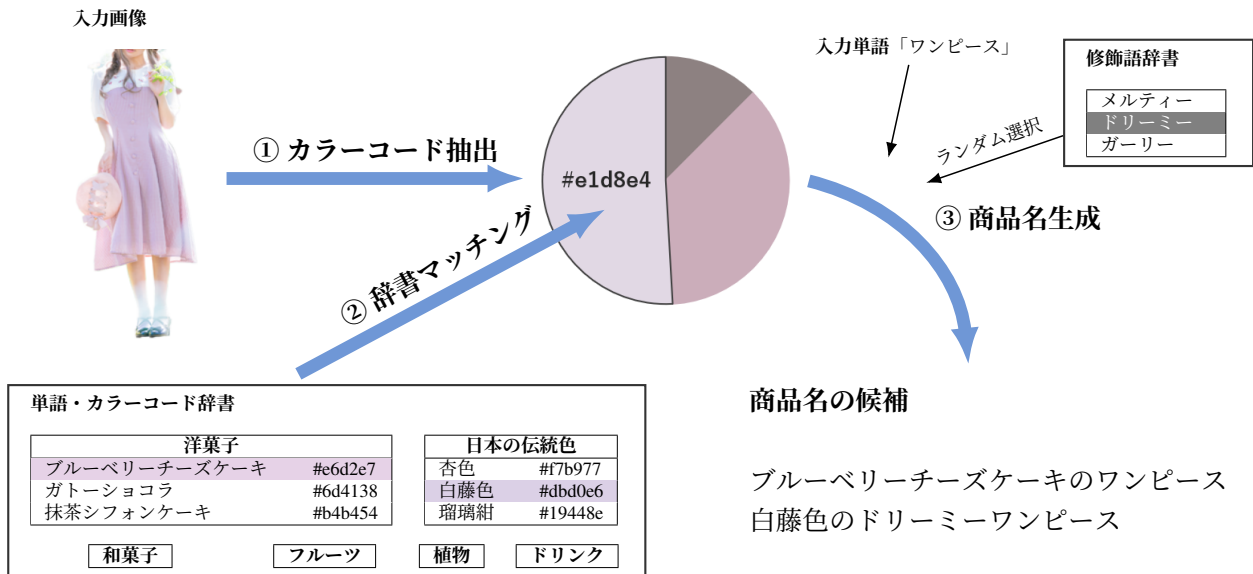 入力画像
入力単語「ワンピース」
修飾語辞書
メルティー
ドリーミー
ガーリー
ランダム選択
① カラーコード抽出
#e1d8e4
② 辞書マッチング
③ 商品名生成
単語・カラーコード辞書
洋菓子
ブルーベリーチーズケーキ #e6d2e7
ガトーショコラ #6d4138
抹茶シフォンケーキ #b4b454
日本の伝統色
杏色 #f7b977
白藤色 #dbd0e6
瑠璃紺 #19448e
和菓子
フルーツ
植物
ドリンク
商品名の候補
ブルーベリーチーズケーキのワンピース
白藤色のドリーミーワンピース